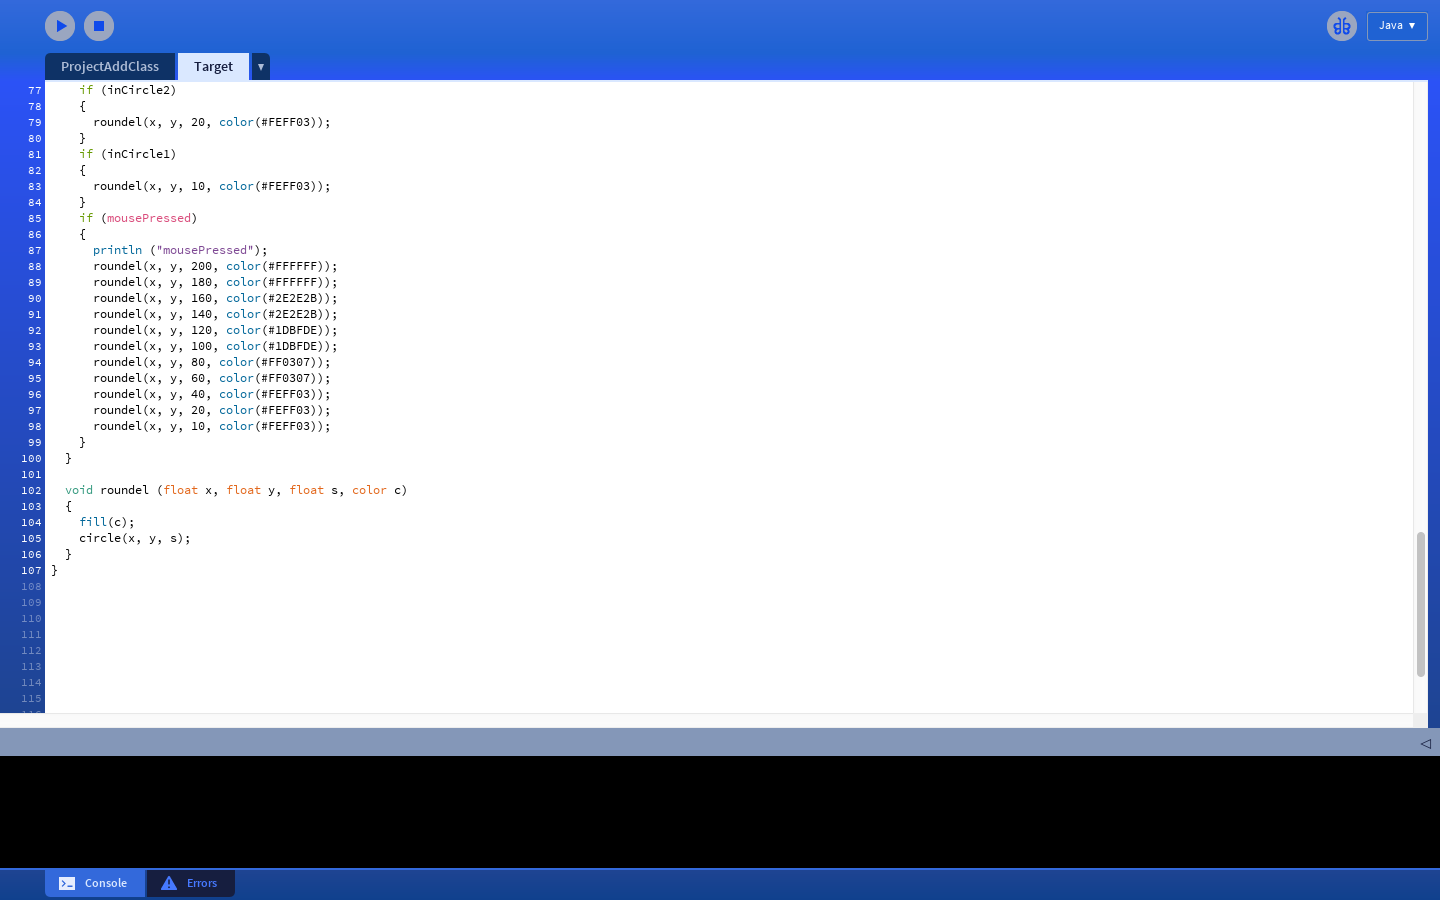 Java ▼
ProjectAddClass Target ▼
77 if (inCircle2)
78 {
79 roundel(x, y, 20, color(#FEFF03));
80 }
81 if (inCircle1)
82 {
83 roundel(x, y, 10, color(#FEFF03));
84 }
85 if (mousePressed)
86 {
87 println ("mousePressed");
88 roundel(x, y, 200, color(#FFFFFF));
89 roundel(x, y, 180, color(#FFFFFF));
90 roundel(x, y, 160, color(#2E2E2B));
91 roundel(x, y, 140, color(#2E2E2B));
92 roundel(x, y, 120, color(#1DBFDE));
93 roundel(x, y, 100, color(#1DBFDE));
94 roundel(x, y, 80, color(#FF0307));
95 roundel(x, y, 60, color(#FF0307));
96 roundel(x, y, 40, color(#FEFF03));
97 roundel(x, y, 20, color(#FEFF03));
98 roundel(x, y, 10, color(#FEFF03));
99 }
100 }
101
102 void roundel (float x, float y, float s, color c)
103 {
104 fill(c);
105 circle(x, y, s);
106 }
107 }
108
109
110
111
112
113
114
115
Console Errors